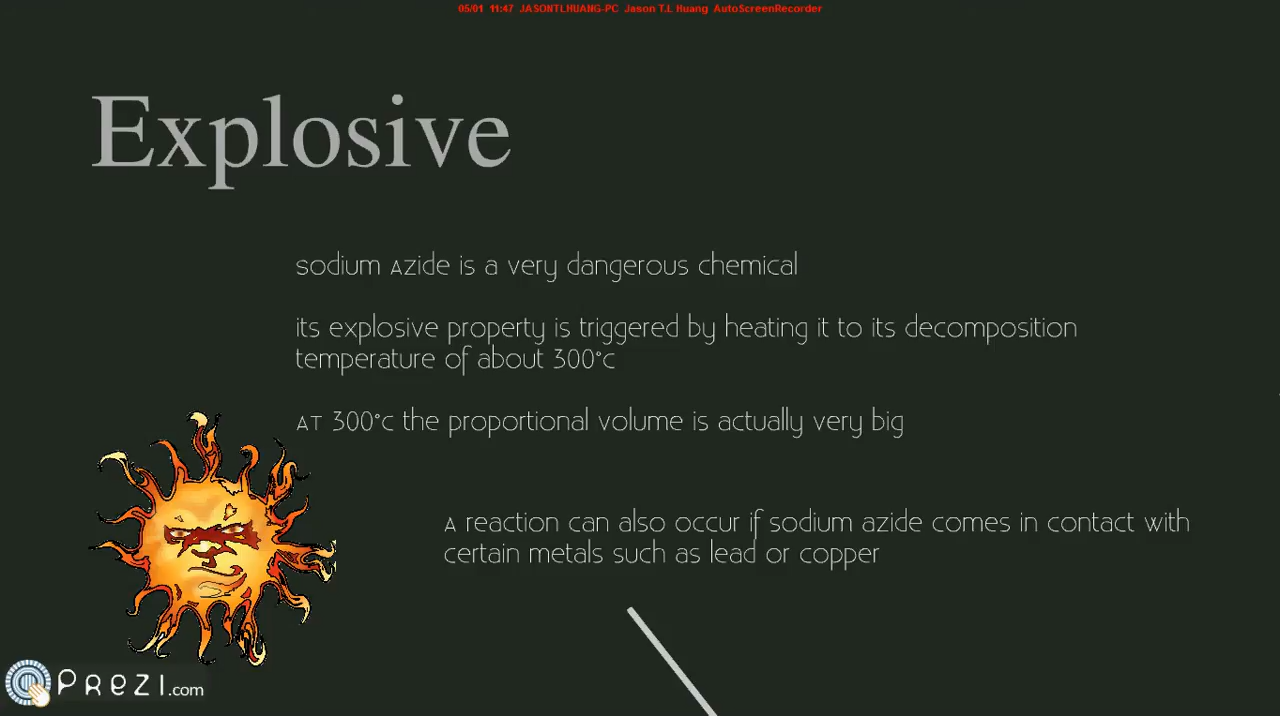 05/01 11:47 JASONTLHUANG-PC Jason T.L Huang AutoScreenRecorder
Explosive
sodium Azide is a very dangerous chemical
its explosive property is triggered by heating it to its decomposition
temperature of about 300°c
AT 300°c the proportional volume is actually very big
A reaction can also occur if sodium azide comes in contact with
certain metals such as lead or copper
Prezi.com